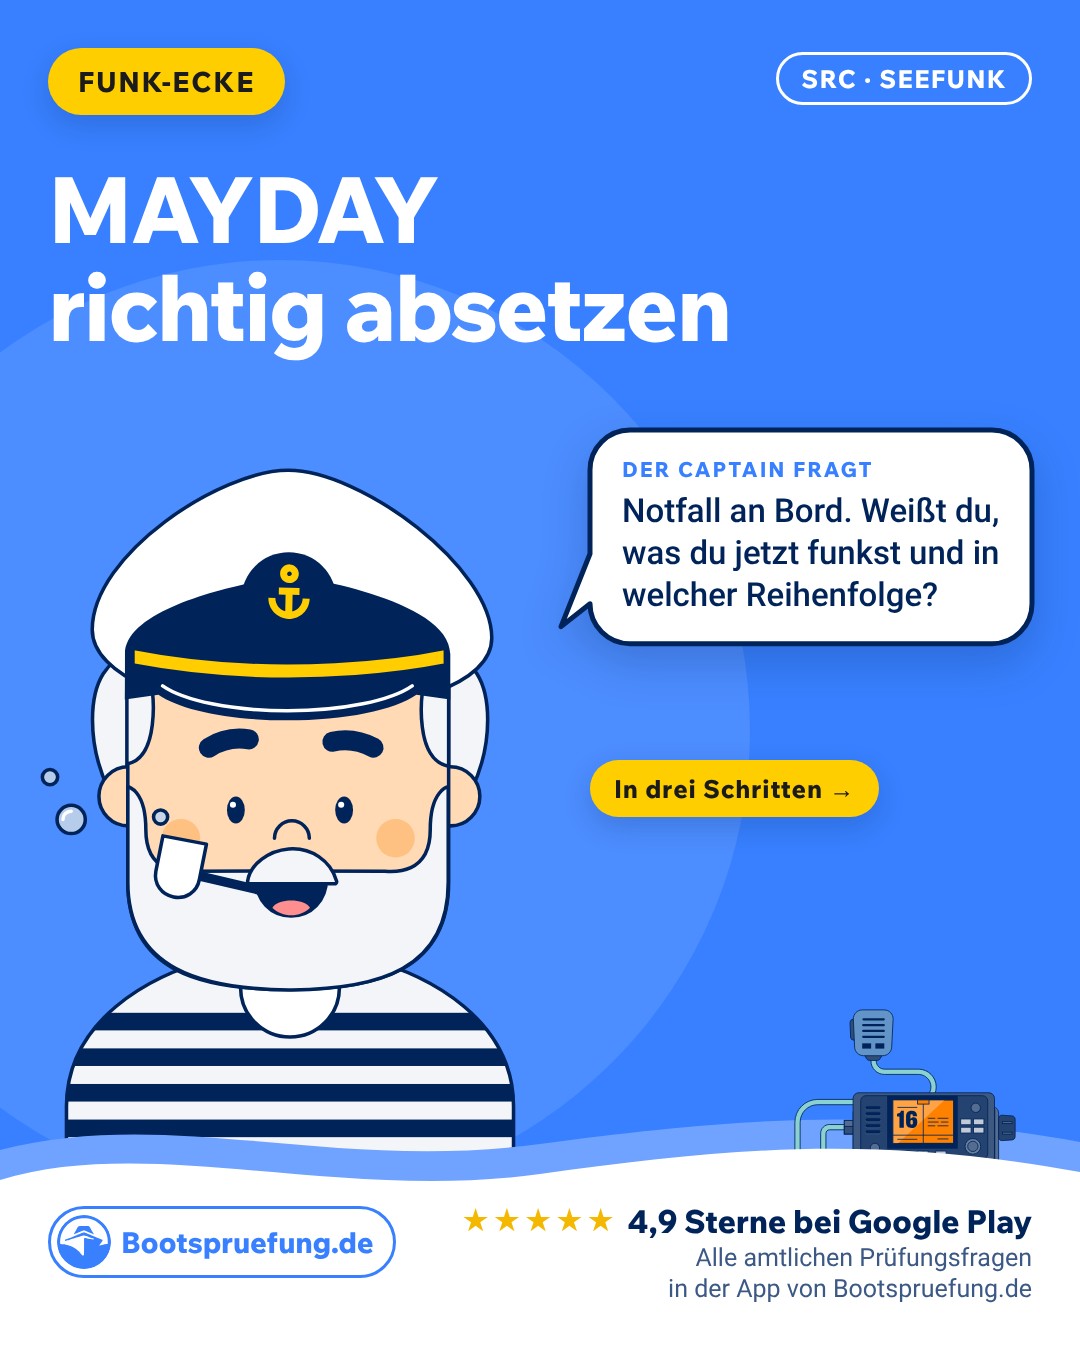 FUNK-ECKE
SRC · SEEFUNK
MAYDAY
richtig absetzen
DER CAPTAIN FRAGT
Notfall an Bord. Weißt du,
was du jetzt funkst und in
welcher Reihenfolge?
In drei Schritten →
16
Bootspruefung.de
★★★★★ 4,9 Sterne bei Google Play
Alle amtlichen Prüfungsfragen
in der App von Bootspruefung.de